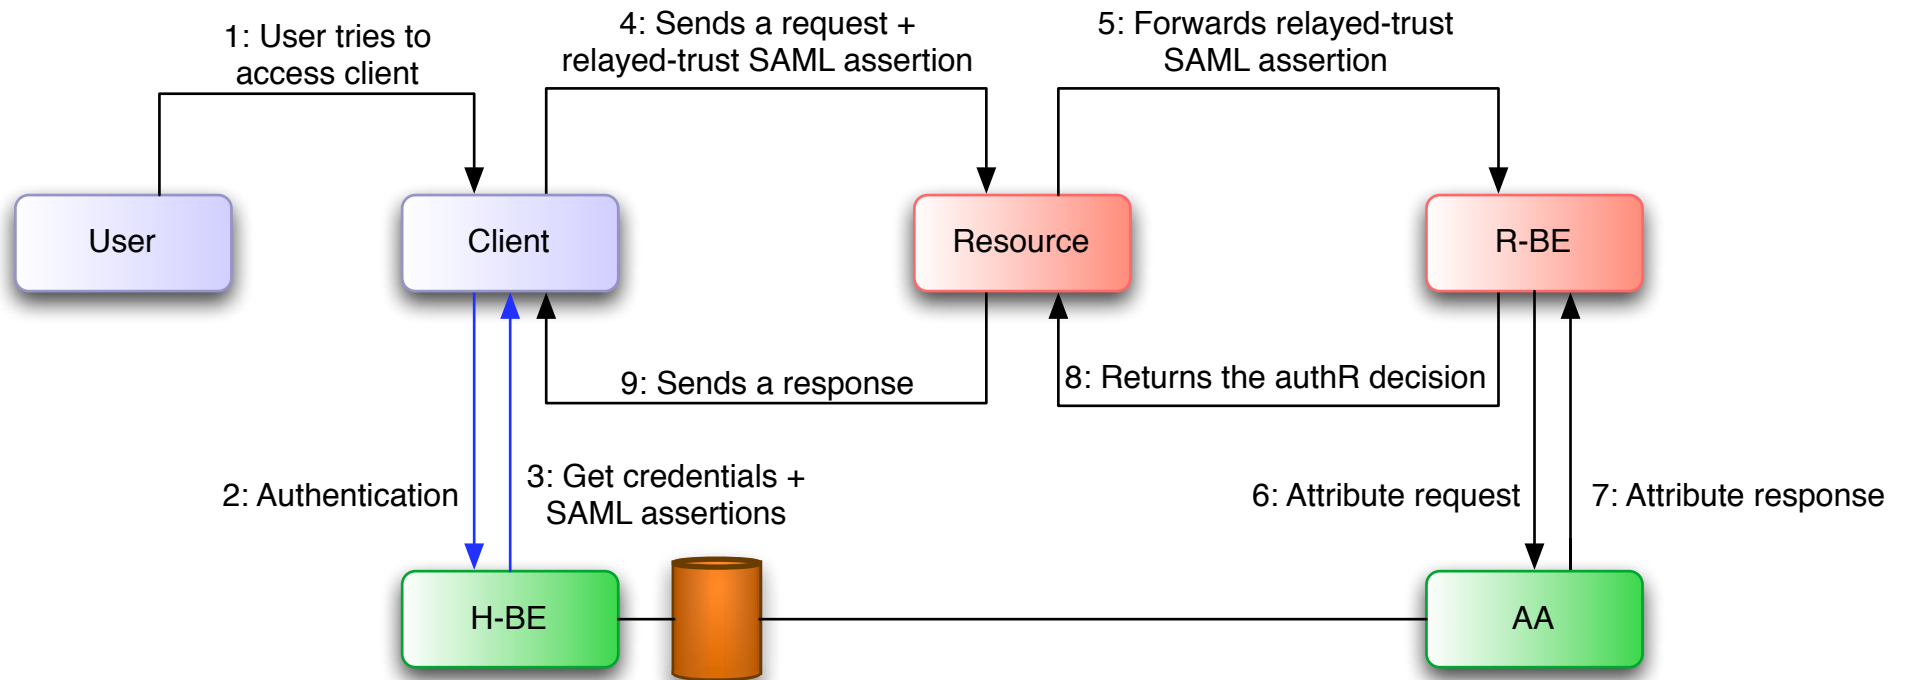 1: User tries to
access client
4: Sends a request +
relayed-trust SAML assertion
5: Forwards relayed-trust
SAML assertion
User
Client
Resource
R-BE
9: Sends a response
8: Returns the authR decision
2: Authentication
3: Get credentials +
SAML assertions
6: Attribute request
7: Attribute response
H-BE
AA